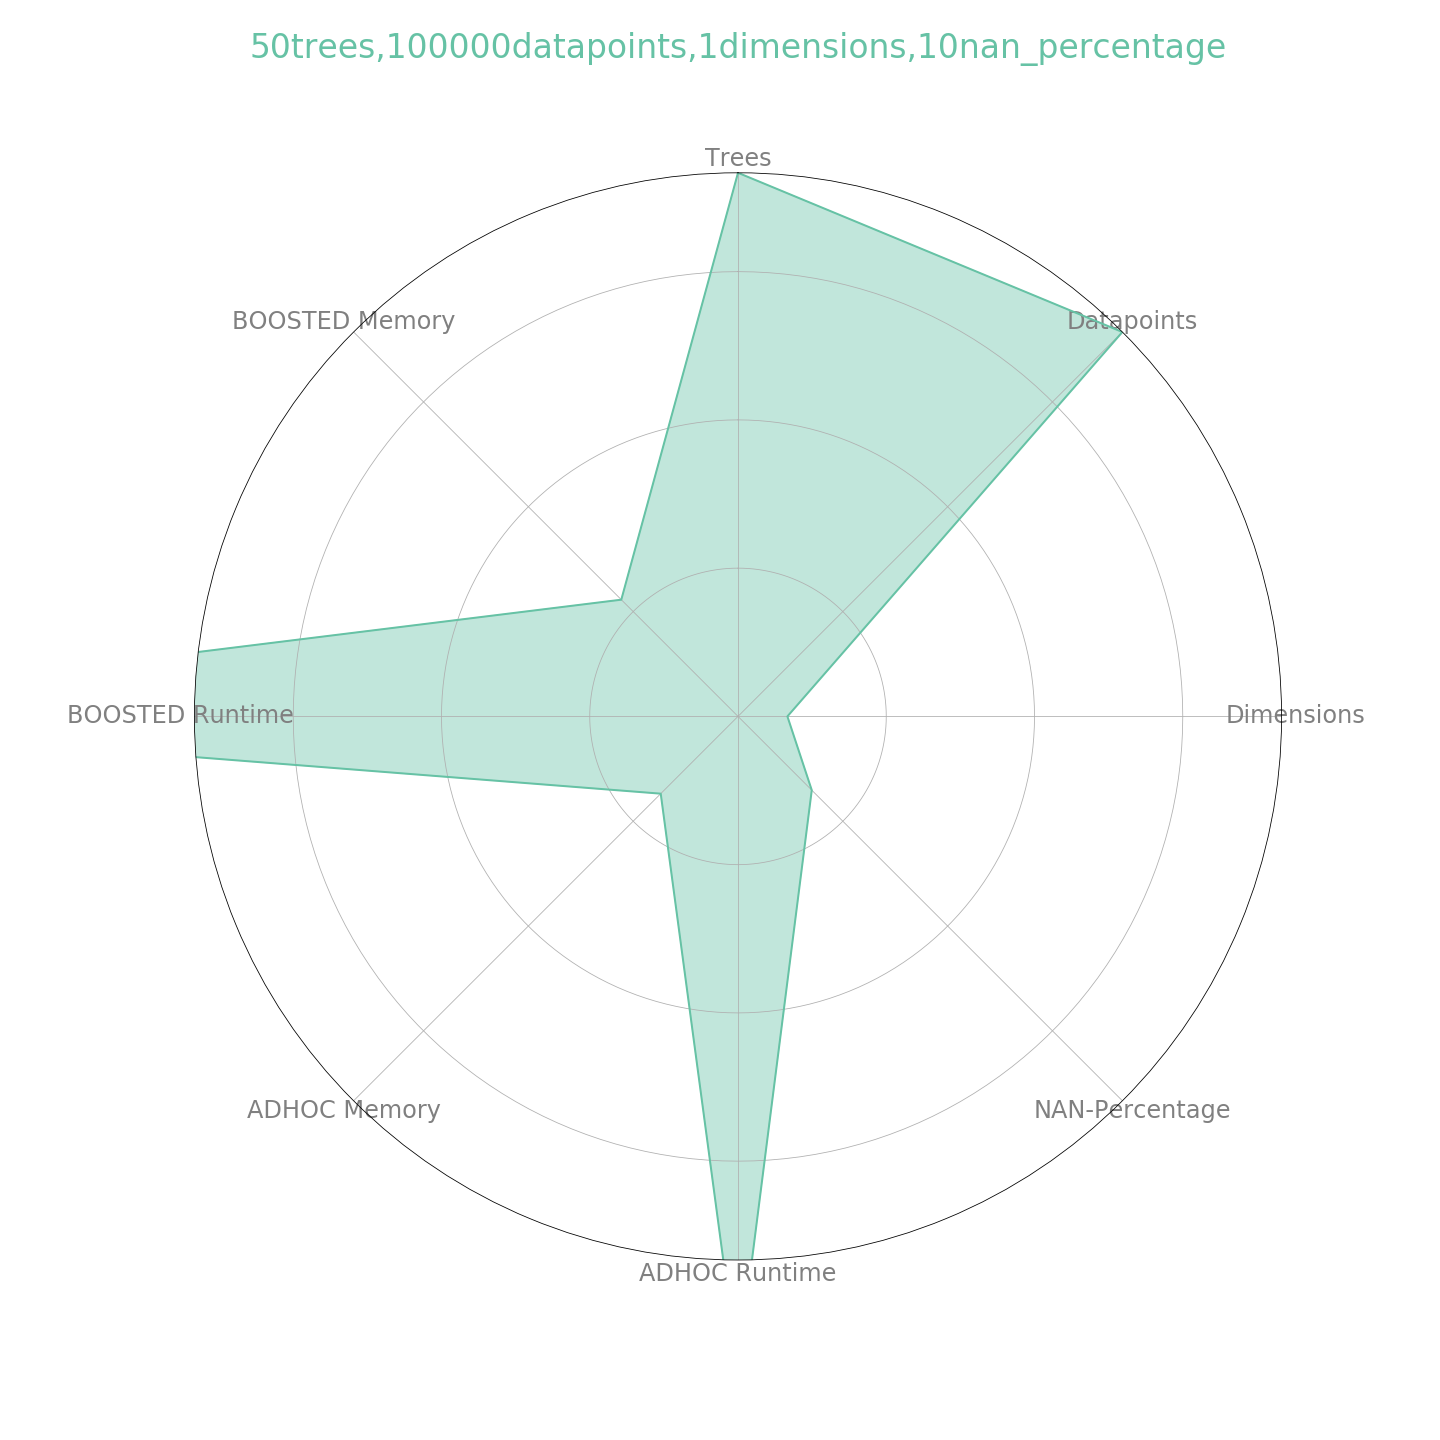 50trees,100000datapoints,1dimensions,10nan_percentage
Trees
BOOSTED Memory
Datapoints
BOOSTED Runtime
Dimensions
ADHOC Memory
NAN-Percentage
ADHOC Runtime